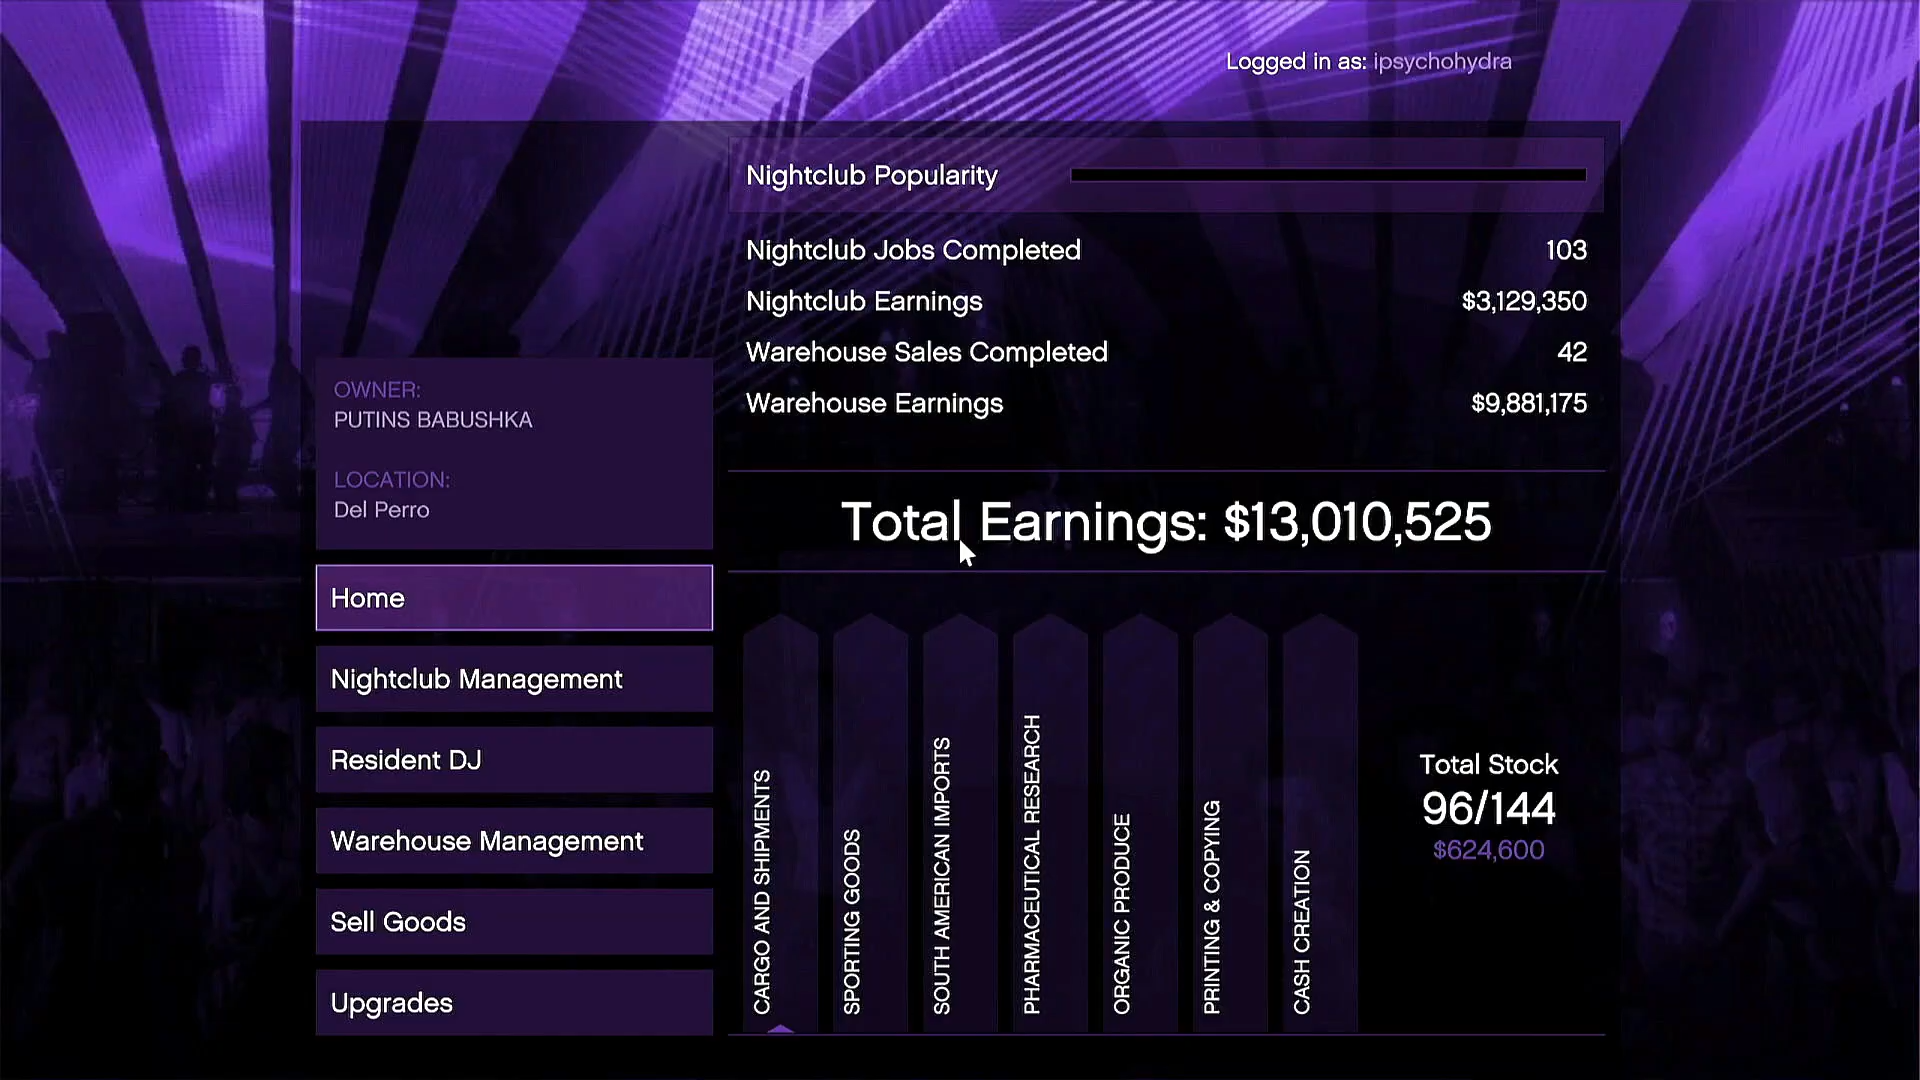 Logged in as: ipsychohydra
Nightclub Popularity
Nightclub Jobs Completed 103
Nightclub Earnings $3,129,350
Warehouse Sales Completed 42
Warehouse Earnings $9,881,175
OWNER:
PUTINS BABUSHKA
LOCATION:
Del Perro
Total Earnings: $13,010,525
Home
Nightclub Management
Resident DJ
Warehouse Management
Sell Goods
Upgrades
CARGO AND SHIPMENTS
SPORTING GOODS
SOUTH AMERICAN IMPORTS
PHARMACEUTICAL RESEARCH
ORGANIC PRODUCE
PRINTING & COPYING
CASH CREATION
Total Stock
96/144
$624,600